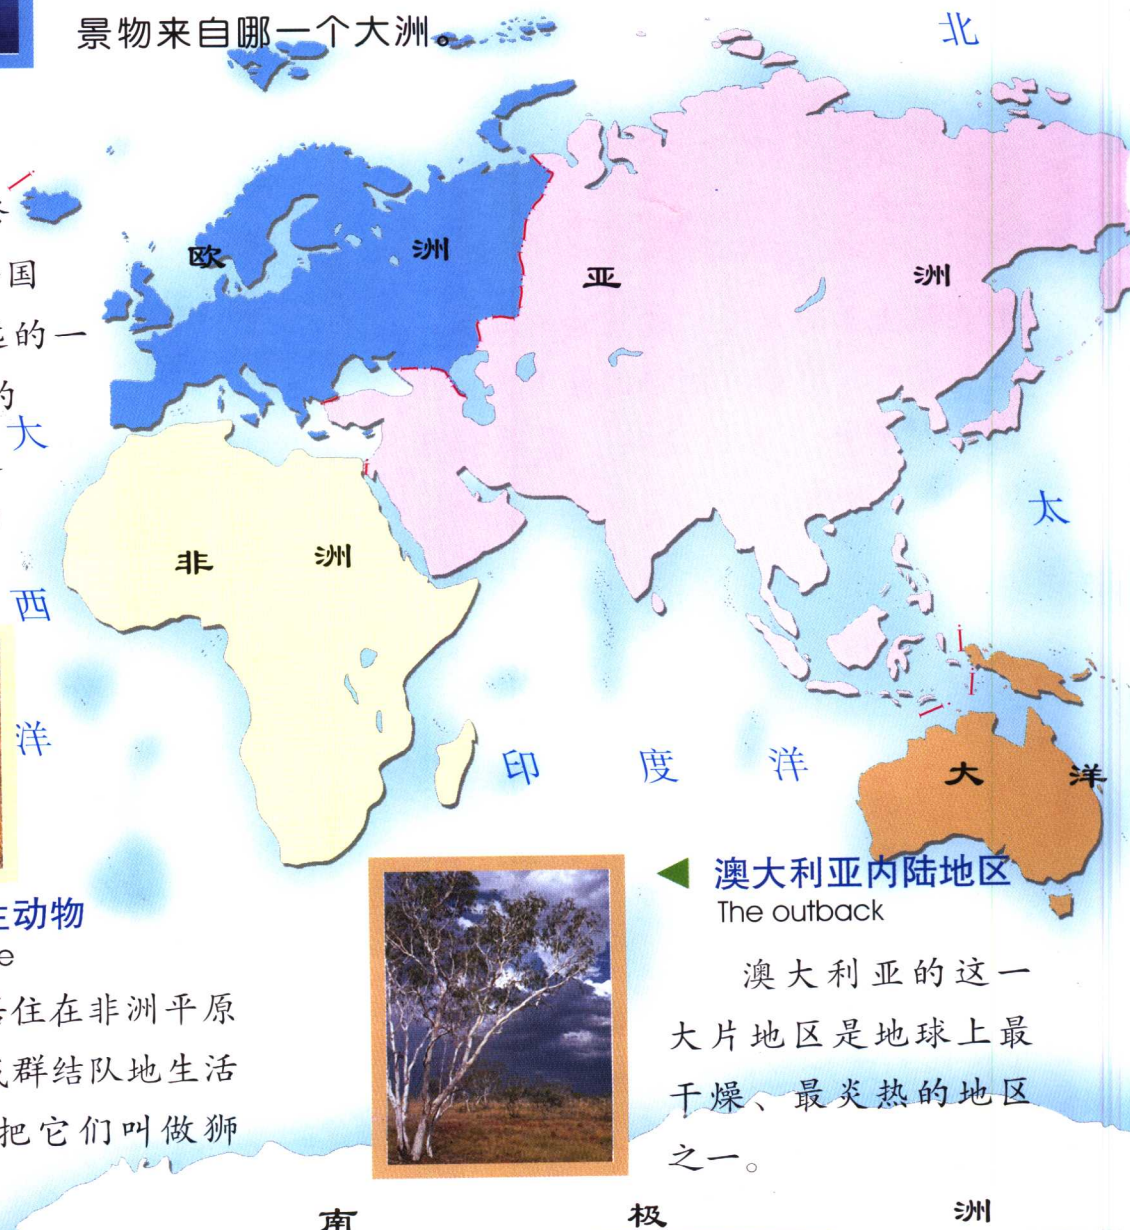 景物来自哪一个大洲。
北
国
的一
的
欧 洲
亚 洲
大
太
非 洲
西
洋
印 度 洋
大 洋
澳大利亚内陆地区
The outback
澳大利亚的这一
大片地区是地球上最
干燥、最炎热的地区
之一。
生动物
e
住在非洲平原
成群结队地生活
把它们叫做狮
南 极 洲